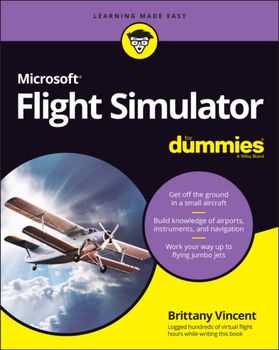 LEARNING MADE EASY
Microsoft®
Flight Simulator
for
dummies®
A Wiley Brand
Get off the ground
in a small aircraft
Build knowledge of airports,
instruments, and navigation
Work your way up to
flying jumbo jets
Brittany Vincent
Logged hundreds of virtual flight
hours while writing this book